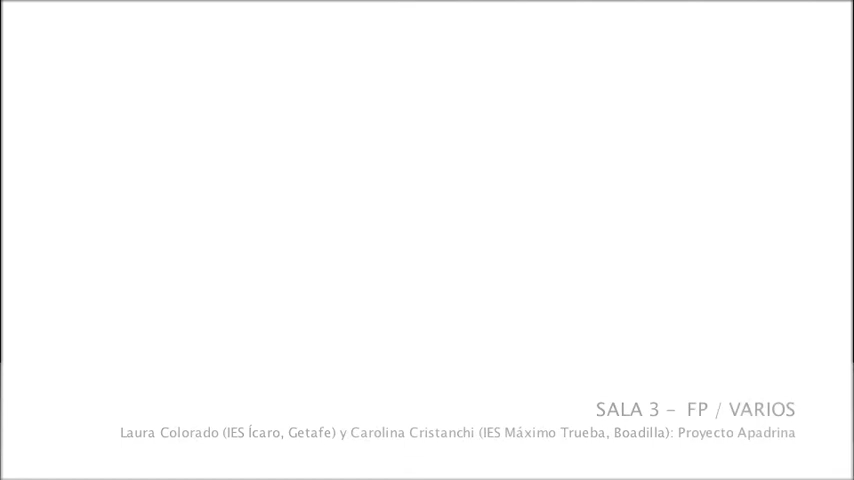 SALA 3 - FP / VARIOS
Laura Colorado (IES Ícaro, Getafe) y Carolina Cristanchi (IES Máximo Trueba, Boadilla): Proyecto Apadrina